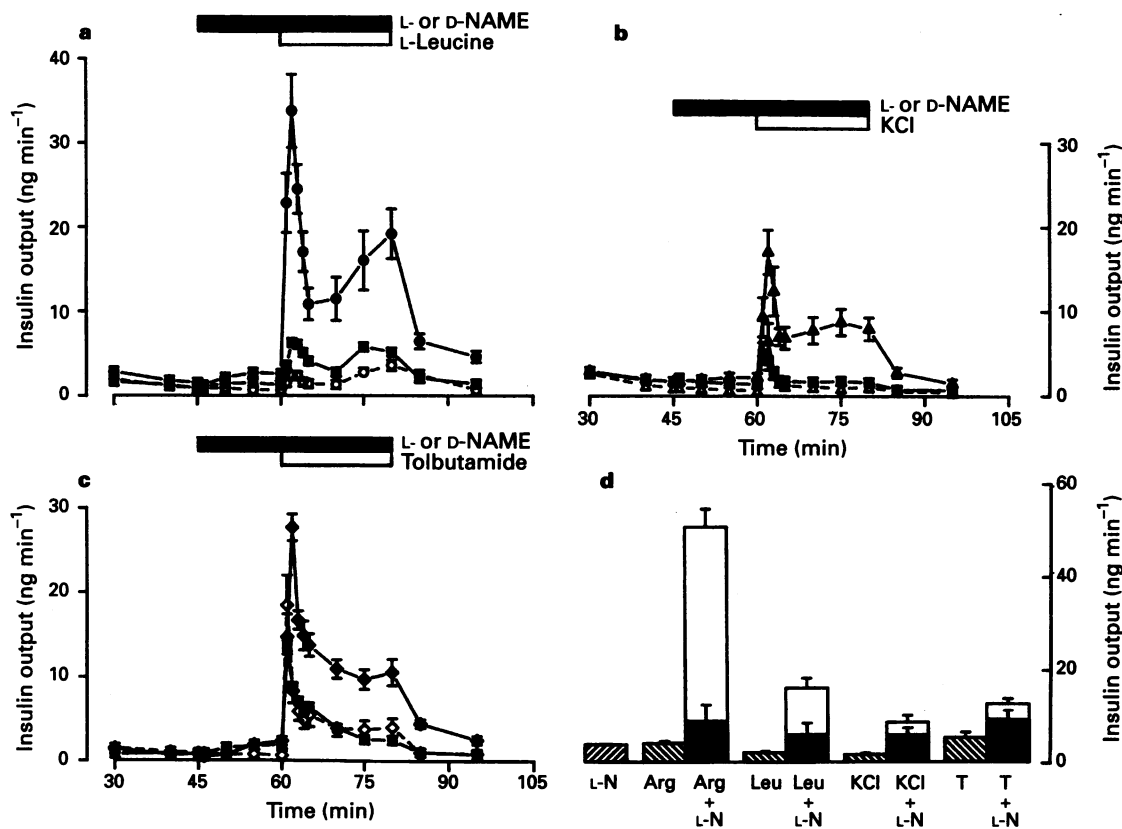 a
L- or D-NAME
L-Leucine
Insulin output (ng min⁻¹)
40
30
20
10
0
b
L- or D-NAME
KCl
Insulin output (ng min⁻¹)
30
20
10
0
30 45 60 75 90 105
Time (min)
c
L- or D-NAME
Tolbutamide
Insulin output (ng min⁻¹)
30
20
10
0
30 45 60 75 90 105
Time (min)
d
Insulin output (ng min⁻¹)
60
40
20
0
L-N Arg Arg Leu Leu KCl KCl T T
+ + + +
L-N L-N L-N L-N